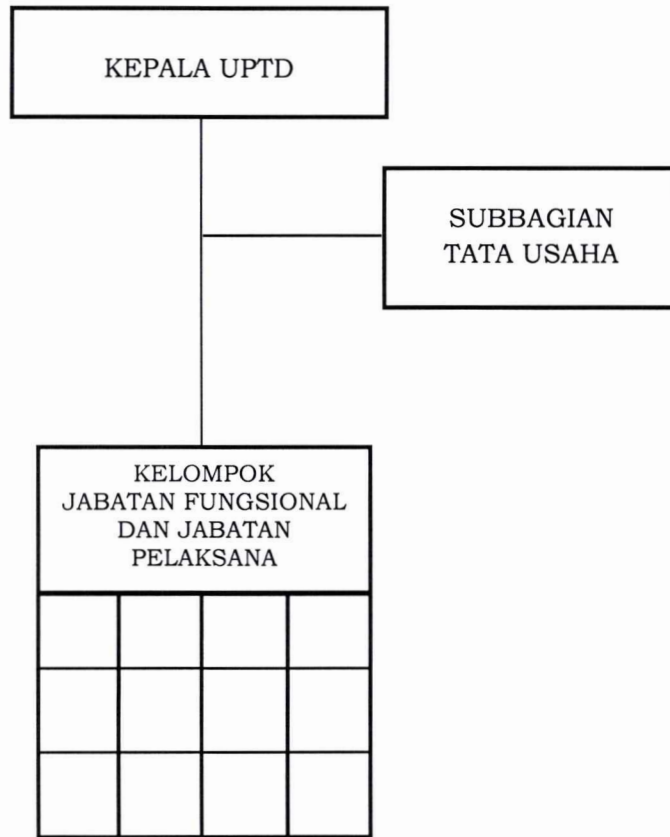 KEPALA UPTD
SUBBAGIAN
TATA USAHA
KELOMPOK
JABATAN FUNGSIONAL
DAN JABATAN
PELAKSANA